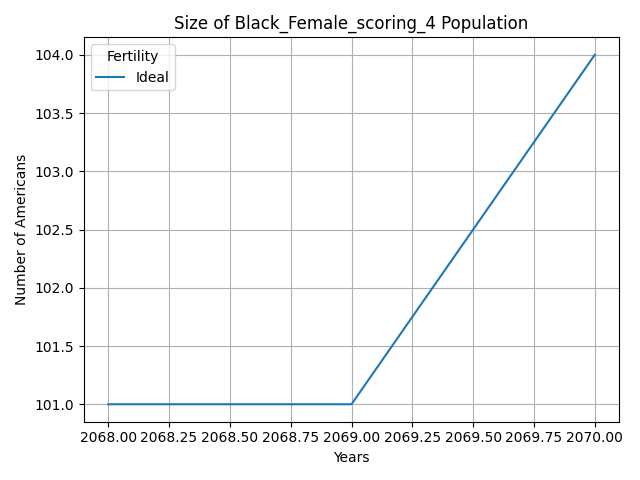 Size of Black_Female_scoring_4 Population
Fertility
Ideal
Number of Americans
104.0
103.5
103.0
102.5
102.0
101.5
101.0
2068.00 2068.25 2068.50 2068.75 2069.00 2069.25 2069.50 2069.75 2070.00
Years